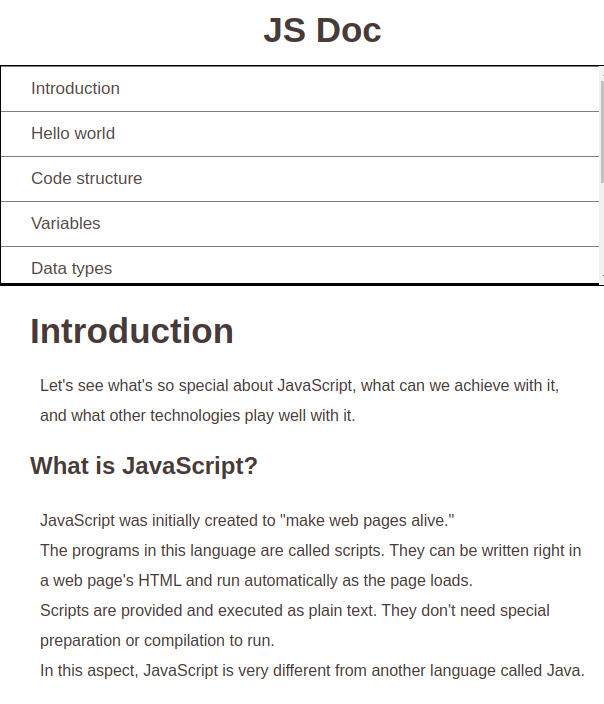 JS Doc
Introduction
Hello world
Code structure
Variables
Data types
Introduction
Let's see what's so special about JavaScript, what can we achieve with it,
and what other technologies play well with it.
What is JavaScript?
JavaScript was initially created to "make web pages alive."
The programs in this language are called scripts. They can be written right in
a web page's HTML and run automatically as the page loads.
Scripts are provided and executed as plain text. They don't need special
preparation or compilation to run.
In this aspect, JavaScript is very different from another language called Java.